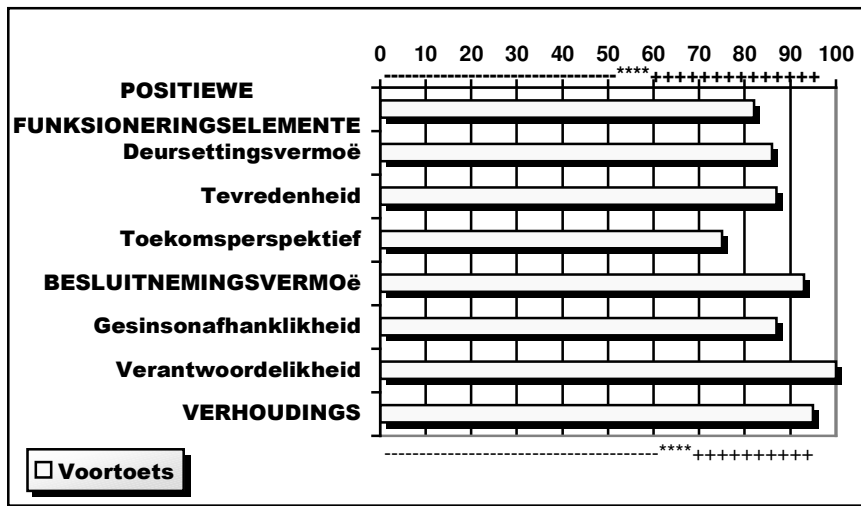 0 10 20 30 40 50 60 70 80 90 100
---------------------------------------****++++++++++++++
POSITIEWE
FUNKSIONERINGSELEMENTE
Deursettingsvermoë
Tevredenheid
Toekomsperspektief
BESLUITNEMINGSVERMOë
Gesinsonafhanklikheid
Verantwoordelikheid
VERHOUDINGS
---------------------------------------------****++++++++++
Voortoets